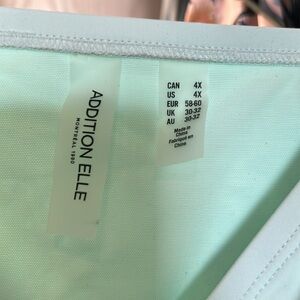 ADDITION ELLE
MONTREAL 1980
CAN 4X
US 4X
EUR 58-60
UK 30-32
AU 30-32
Made in
China
Fabriqué en
Chine